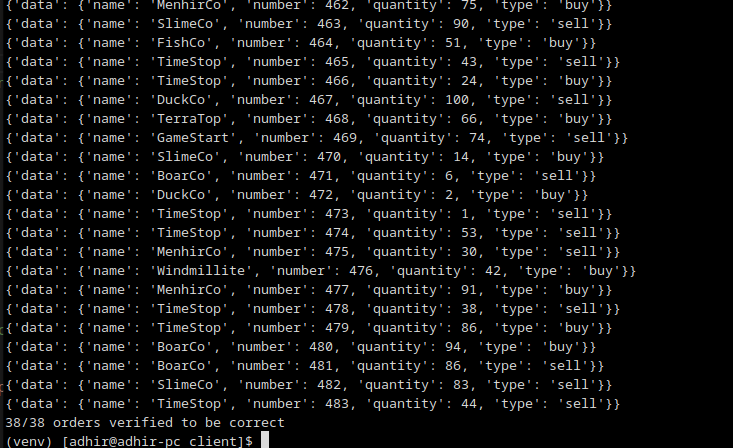 {'data': {'name': 'MenhirCo', 'number': 462, 'quantity': 75, 'type': 'buy'}}
{'data': {'name': 'SlimeCo', 'number': 463, 'quantity': 90, 'type': 'sell'}}
{'data': {'name': 'FishCo', 'number': 464, 'quantity': 51, 'type': 'buy'}}
{'data': {'name': 'TimeStop', 'number': 465, 'quantity': 43, 'type': 'sell'}}
{'data': {'name': 'TimeStop', 'number': 466, 'quantity': 24, 'type': 'buy'}}
{'data': {'name': 'DuckCo', 'number': 467, 'quantity': 100, 'type': 'sell'}}
{'data': {'name': 'TerraTop', 'number': 468, 'quantity': 66, 'type': 'buy'}}
{'data': {'name': 'GameStart', 'number': 469, 'quantity': 74, 'type': 'sell'}}
{'data': {'name': 'SlimeCo', 'number': 470, 'quantity': 14, 'type': 'buy'}}
{'data': {'name': 'BoarCo', 'number': 471, 'quantity': 6, 'type': 'sell'}}
{'data': {'name': 'DuckCo', 'number': 472, 'quantity': 2, 'type': 'buy'}}
{'data': {'name': 'TimeStop', 'number': 473, 'quantity': 1, 'type': 'sell'}}
{'data': {'name': 'TimeStop', 'number': 474, 'quantity': 53, 'type': 'sell'}}
{'data': {'name': 'MenhirCo', 'number': 475, 'quantity': 30, 'type': 'sell'}}
{'data': {'name': 'Windmillite', 'number': 476, 'quantity': 42, 'type': 'buy'}}
{'data': {'name': 'MenhirCo', 'number': 477, 'quantity': 91, 'type': 'buy'}}
{'data': {'name': 'TimeStop', 'number': 478, 'quantity': 38, 'type': 'sell'}}
{'data': {'name': 'TimeStop', 'number': 479, 'quantity': 86, 'type': 'buy'}}
{'data': {'name': 'BoarCo', 'number': 480, 'quantity': 94, 'type': 'buy'}}
{'data': {'name': 'BoarCo', 'number': 481, 'quantity': 86, 'type': 'sell'}}
{'data': {'name': 'SlimeCo', 'number': 482, 'quantity': 83, 'type': 'sell'}}
{'data': {'name': 'TimeStop', 'number': 483, 'quantity': 44, 'type': 'sell'}}
38/38 orders verified to be correct
(venv) [adhir@adhir-pc client]$